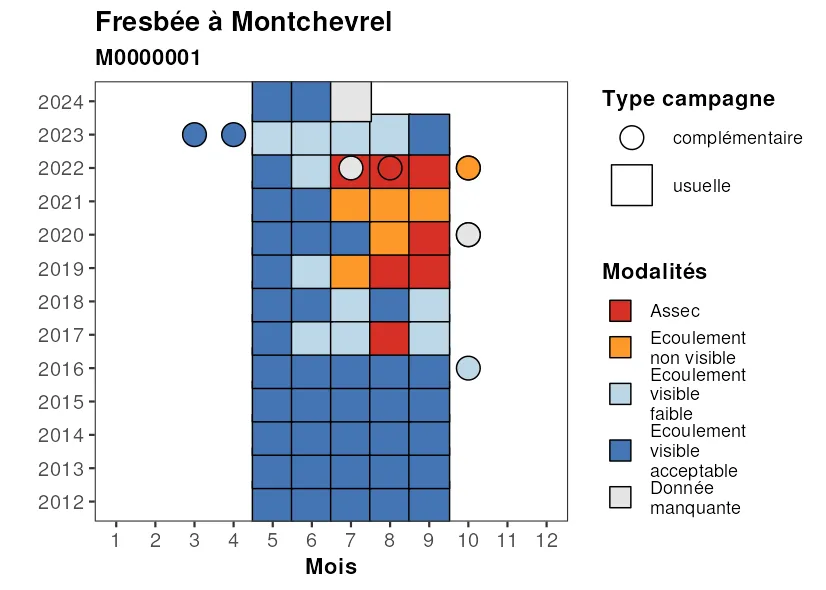 Fresbée à Montchevrel
M0000001
2024
2023
2022
2021
2020
2019
2018
2017
2016
2015
2014
2013
2012
1 2 3 4 5 6 7 8 9 10 11 12
Mois
Type campagne
complémentaire
usuelle
Modalités
Assec
Ecoulement
non visible
Ecoulement
visible
faible
Ecoulement
visible
acceptable
Donnée
manquante